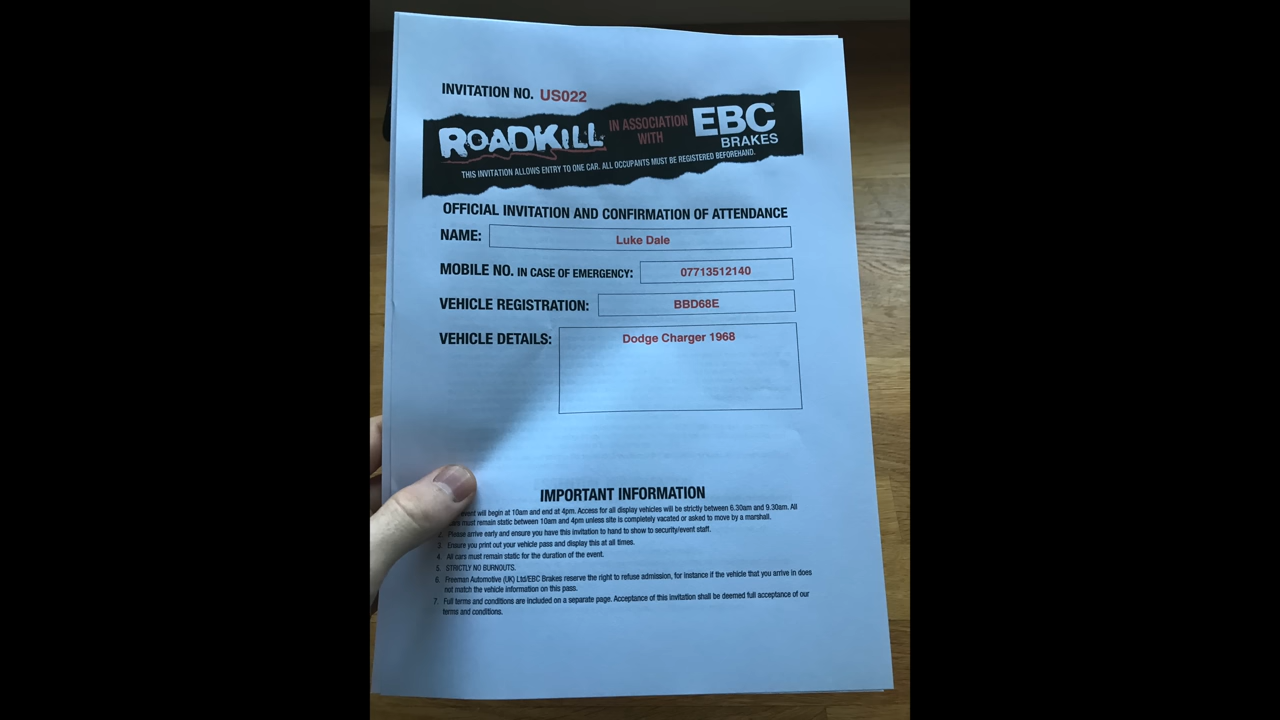 INVITATION NO. US022
ROADKILL IN ASSOCIATION WITH EBC BRAKES
THIS INVITATION ALLOWS ENTRY TO ONE CAR. ALL OCCUPANTS MUST BE REGISTERED BEFOREHAND.
OFFICIAL INVITATION AND CONFIRMATION OF ATTENDANCE
NAME: Luke Dale
MOBILE NO. IN CASE OF EMERGENCY: 07713512140
VEHICLE REGISTRATION: BBD68E
VEHICLE DETAILS: Dodge Charger 1968
IMPORTANT INFORMATION
will begin at 10am and end at 4pm. Access for all display vehicles will be strictly between 6.30am and 9.30am. All
must remain static between 10am and 4pm unless site is completely vacated or asked to move by a marshall.
2. Please arrive early and ensure you have this invitation to hand to show to security/event staff.
3. Ensure you print out your vehicle pass and display this at all times.
4. All cars must remain static for the duration of the event.
5. STRICTLY NO BURNOUTS.
6. Freeman Automotive (UK) Ltd/EBC Brakes reserve the right to refuse admission, for instance if the vehicle that you arrive in does
not match the vehicle information on this pass.
7. Full terms and conditions are included on a separate page. Acceptance of this invitation shall be deemed full acceptance of our
terms and conditions.